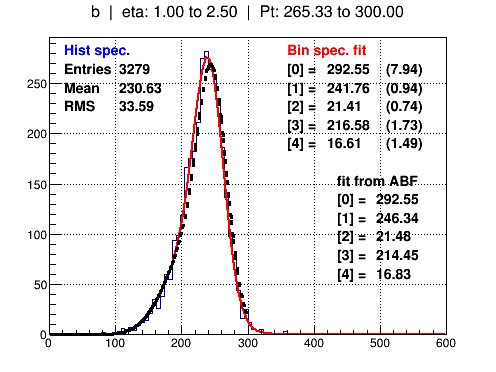 b | eta: 1.00 to 2.50 | Pt: 265.33 to 300.00
Hist spec.
Entries 3279
Mean 230.63
RMS 33.59
Bin spec. fit
[0] = 292.55 (7.94)
[1] = 241.76 (0.94)
[2] = 21.41 (0.74)
[3] = 216.58 (1.73)
[4] = 16.61 (1.49)
fit from ABF
[0] = 292.55
[1] = 246.34
[2] = 21.48
[3] = 214.45
[4] = 16.83
250
200
150
100
50
0
0 100 200 300 400 500 600